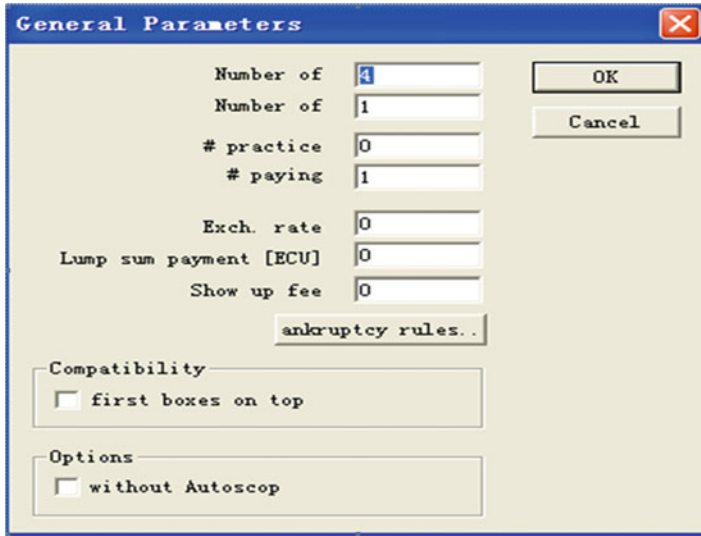 General Parameters
Number of 4
Number of 1
# practice 0
# paying 1
Exch. rate 0
Lump sum payment [ECU] 0
Show up fee 0
ankruptcy rules..
Compatibility
first boxes on top
Options
without Autoscop
OK
Cancel